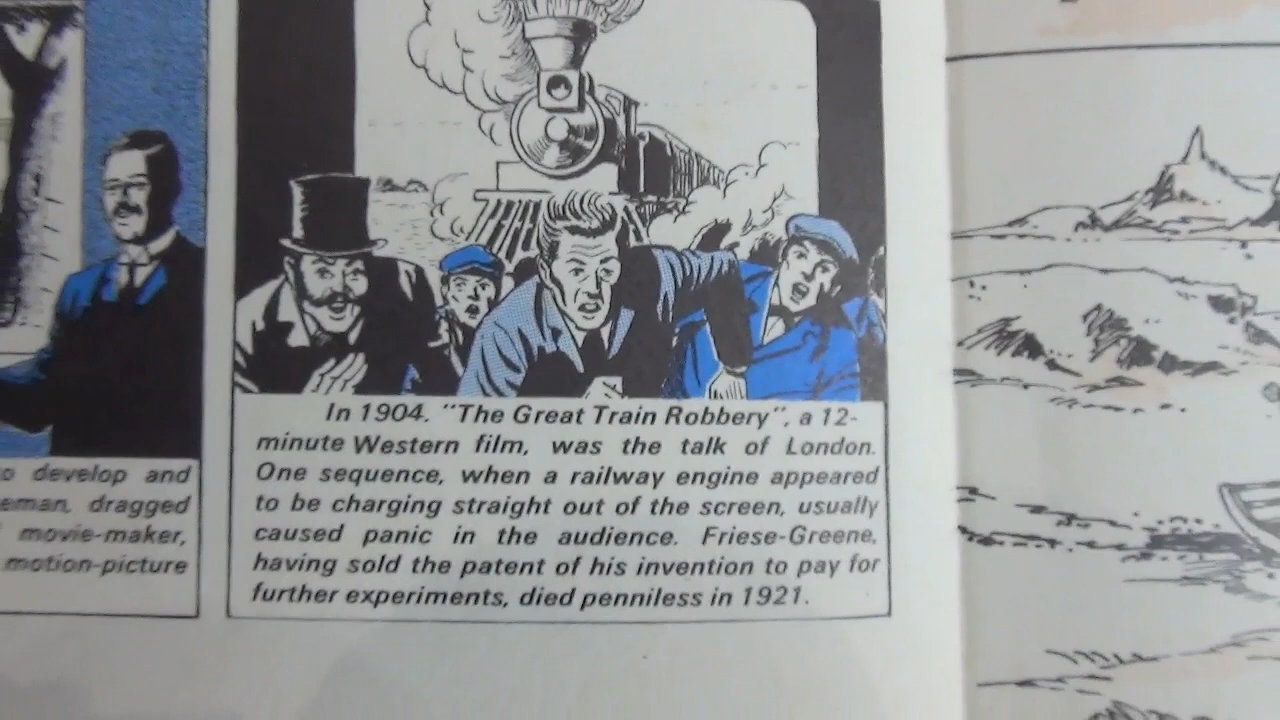 to develop and
eman, dragged
movie-maker,
motion-picture
In 1904. "The Great Train Robbery", a 12-
minute Western film, was the talk of London.
One sequence, when a railway engine appeared
to be charging straight out of the screen, usually
caused panic in the audience. Friese-Greene,
having sold the patent of his invention to pay for
further experiments, died penniless in 1921.